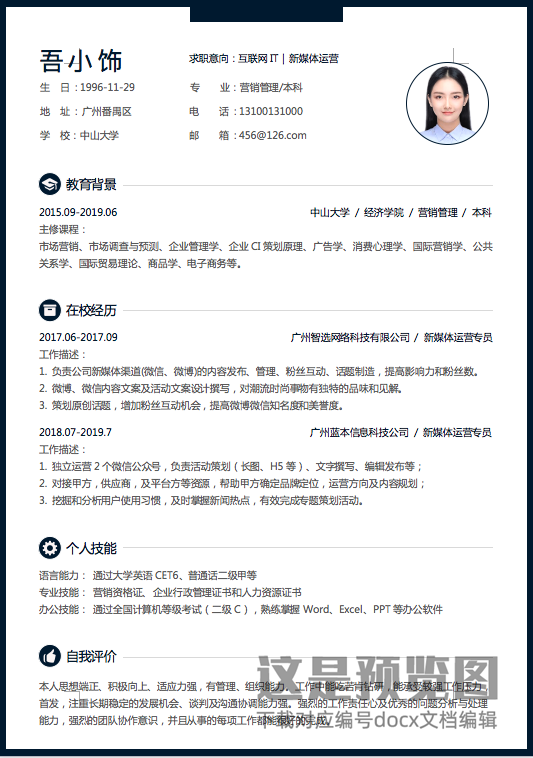 吾小饰
求职意向：互联网 IT｜新媒体运营
生 日：1996-11-29 专 业：营销管理/本科
地 址：广州番禺区 电 话：13100131000
学 校：中山大学 邮 箱：456@126.com
教育背景
2015.09-2019.06 中山大学 / 经济学院 / 营销管理 / 本科
主修课程：
市场营销、市场调查与预测、企业管理学、企业 CI 策划原理、广告学、消费心理学、国际营销学、公共
关系学、国际贸易理论、商品学、电子商务等。
在校经历
2017.06-2017.09 广州智选网络科技有限公司 / 新媒体运营专员
工作描述：
1. 负责公司新媒体渠道(微信、微博)的内容发布、管理、粉丝互动、话题制造，提高影响力和粉丝数。
2. 微博、微信内容文案及活动文案设计撰写，对潮流时尚事物有独特的品味和见解。
3. 策划原创话题，增加粉丝互动机会，提高微博微信知名度和美誉度。
2018.07-2019.7 广州蓝本信息科技公司 / 新媒体运营专员
工作描述：
1. 独立运营 2 个微信公众号，负责活动策划（长图、H5 等）、文字撰写、编辑发布等；
2. 对接甲方，供应商，及平台方等资源，帮助甲方确定品牌定位，运营方向及内容规划；
3. 挖掘和分析用户使用习惯，及时掌握新闻热点，有效完成专题策划活动。
个人技能
语言能力： 通过大学英语 CET6、普通话二级甲等
专业技能： 营销资格证、企业行政管理证书和人力资源证书
办公技能： 通过全国计算机等级考试（二级 C），熟练掌握 Word、Excel、PPT 等办公软件
自我评价
本人思想端正、积极向上、适应力强，有管理、组织能力，工作中能吃苦肯钻研，能承受较强工作压力，
首发，注重长期稳定的发展机会、谈判及沟通协调能力强。强烈的工作责任心及优秀的问题分析与处理
能力，强烈的团队协作意识，并且从事的每项工作都能很好的完成。
这是预览图
下载对应编号docx文档编辑